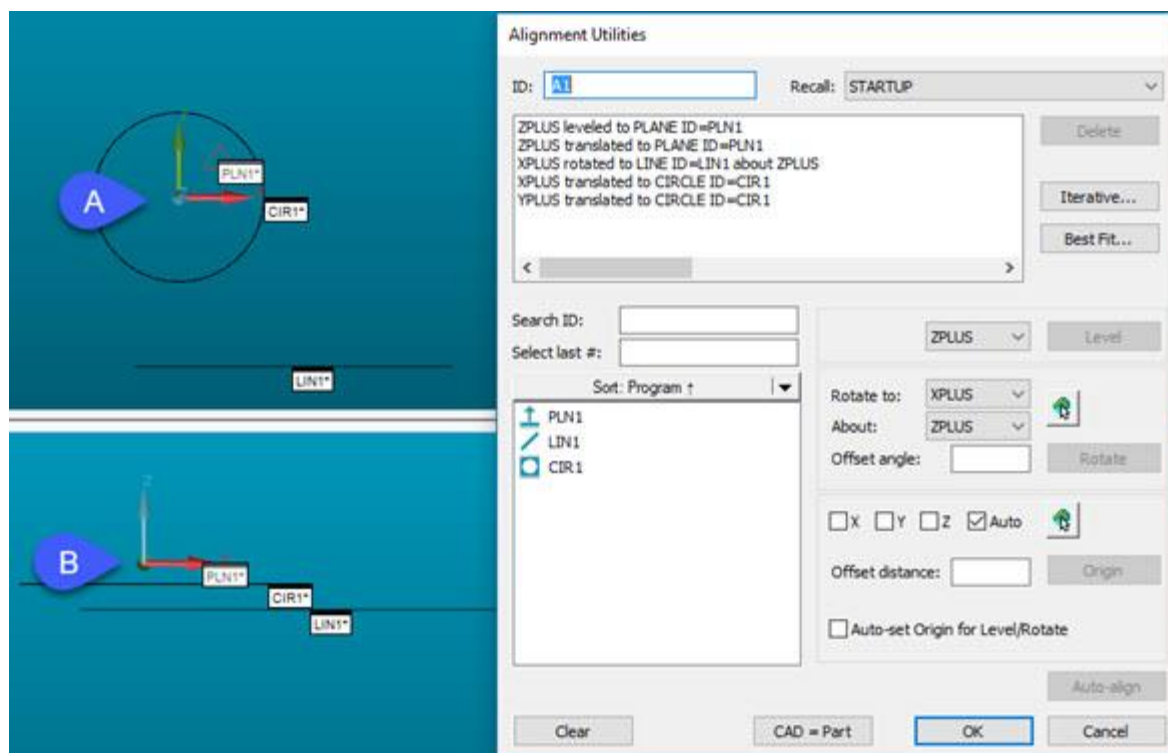 Alignment Utilities
ID: A1
Recall: STARTUP
ZPLUS leveled to PLANE ID=PLN1
ZPLUS translated to PLANE ID=PLN1
XPLUS rotated to LINE ID=LIN1 about ZPLUS
XPLUS translated to CIRCLE ID=CIR1
YPLUS translated to CIRCLE ID=CIR1
Delete
Iterative...
Best Fit...
A
PLN1*
CIR1*
LIN1*
Z
B
PLN1*
CIR1*
LIN1*
Search ID:
Select last #:
Sort: Program ↑
PLN1
LIN1
CIR1
ZPLUS
Level
Rotate to: XPLUS
About: ZPLUS
Offset angle:
Rotate
X Y Z Auto
Offset distance:
Origin
Auto-set Origin for Level/Rotate
Auto-align
Clear
CAD = Part
OK
Cancel